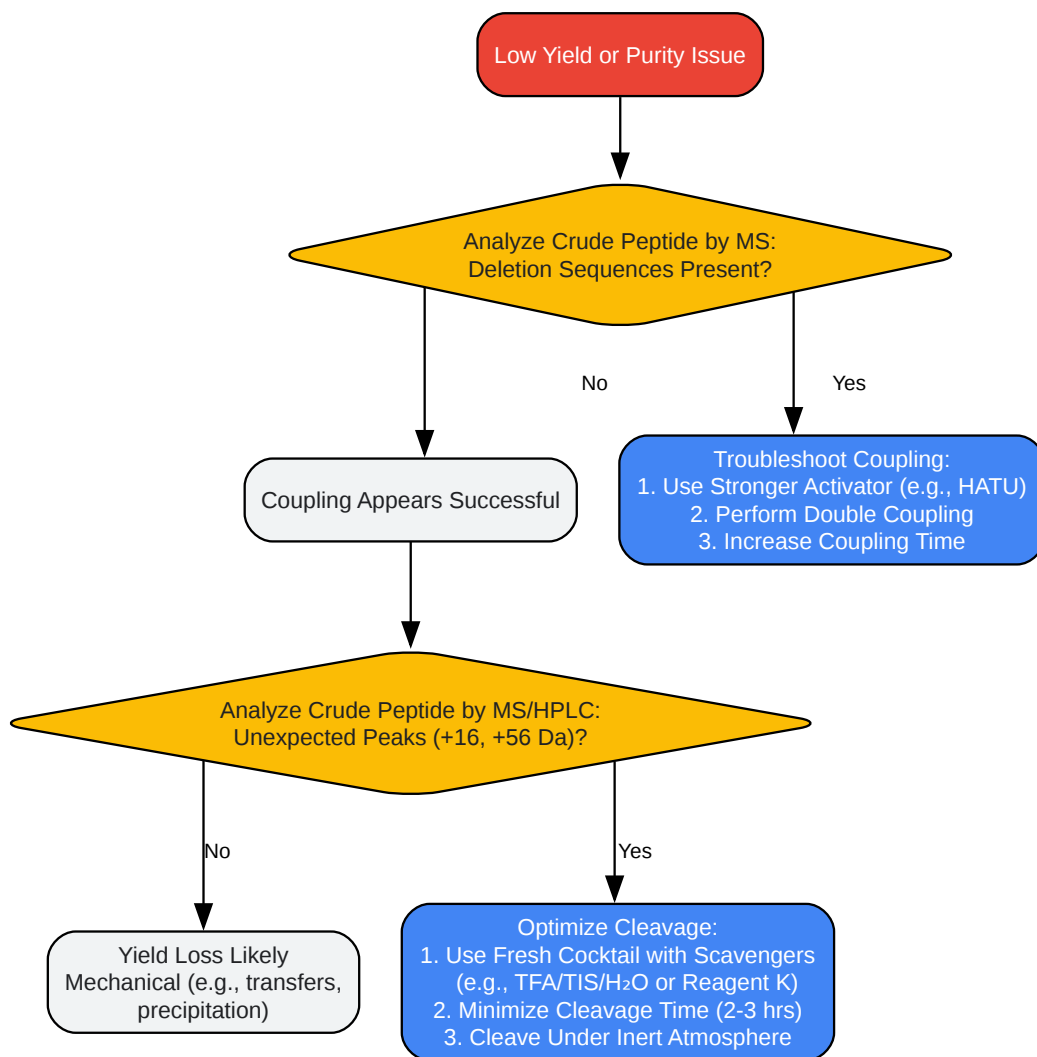 Low Yield or Purity Issue
Analyze Crude Peptide by MS:
Deletion Sequences Present?
No
Yes
Coupling Appears Successful
Troubleshoot Coupling:
1. Use Stronger Activator (e.g., HATU)
2. Perform Double Coupling
3. Increase Coupling Time
Analyze Crude Peptide by MS/HPLC:
Unexpected Peaks (+16, +56 Da)?
No
Yes
Yield Loss Likely
Mechanical (e.g., transfers,
precipitation)
Optimize Cleavage:
1. Use Fresh Cocktail with Scavengers
(e.g., TFA/TIS/H₂O or Reagent K)
2. Minimize Cleavage Time (2-3 hrs)
3. Cleave Under Inert Atmosphere